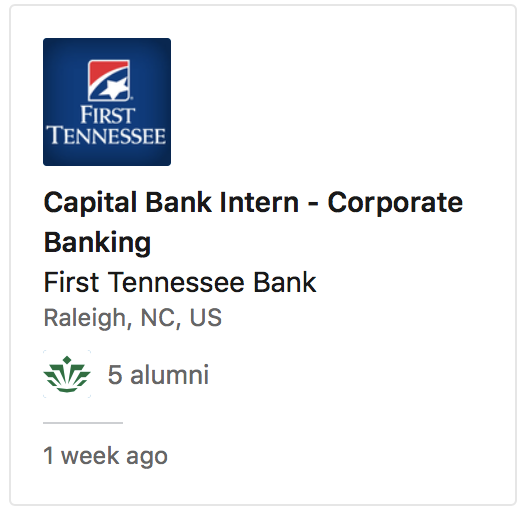 FIRST
TENNESSEE
Capital Bank Intern - Corporate
Banking
First Tennessee Bank
Raleigh, NC, US
5 alumni
1 week ago